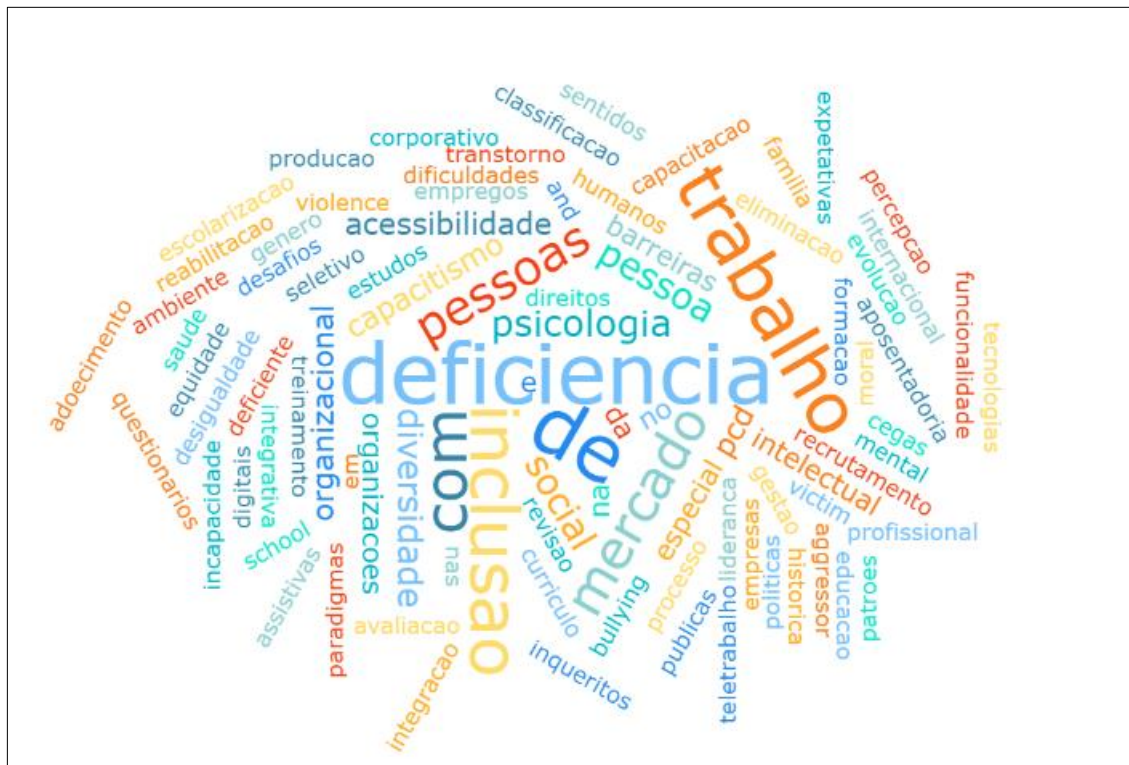 sentidos
classificacao
expetativas
corporativo
transtorno
capacitacao
familia
producao
dificuldades
humanos
percepcao
escolarizacao
violence
empregos
and
trabalho
eliminacao
internacional
reabilitacao
genero
acessibilidade
barreiras
evolucao
ambiente
desafios
seletivo
estudos
capacitismo
pessoas
pessoa
formacao
aposentadoria
funcionalidade
tecnologias
direitos
psicologia
adoecimento
saude
equidade
desigualdade
deficiente
treinamento
organizacional
deficiencia
e
moral
cegas
mental
questionarios
incapacidade
digitais
integrativa
school
em
organizacoes
diversidade
com
inclusao
de
da
no
mercado
pcd
intelectual
recrutamento
victim
profissional
social
na
especial
lideranca
gestao
assistivas
paradigmas
avaliacao
nas
revisao
curriculo
bullying
processo
publicas
teletrabalho
empresas
politicas
historica
aggressor
educacao
patroes
integracao
inqueritos